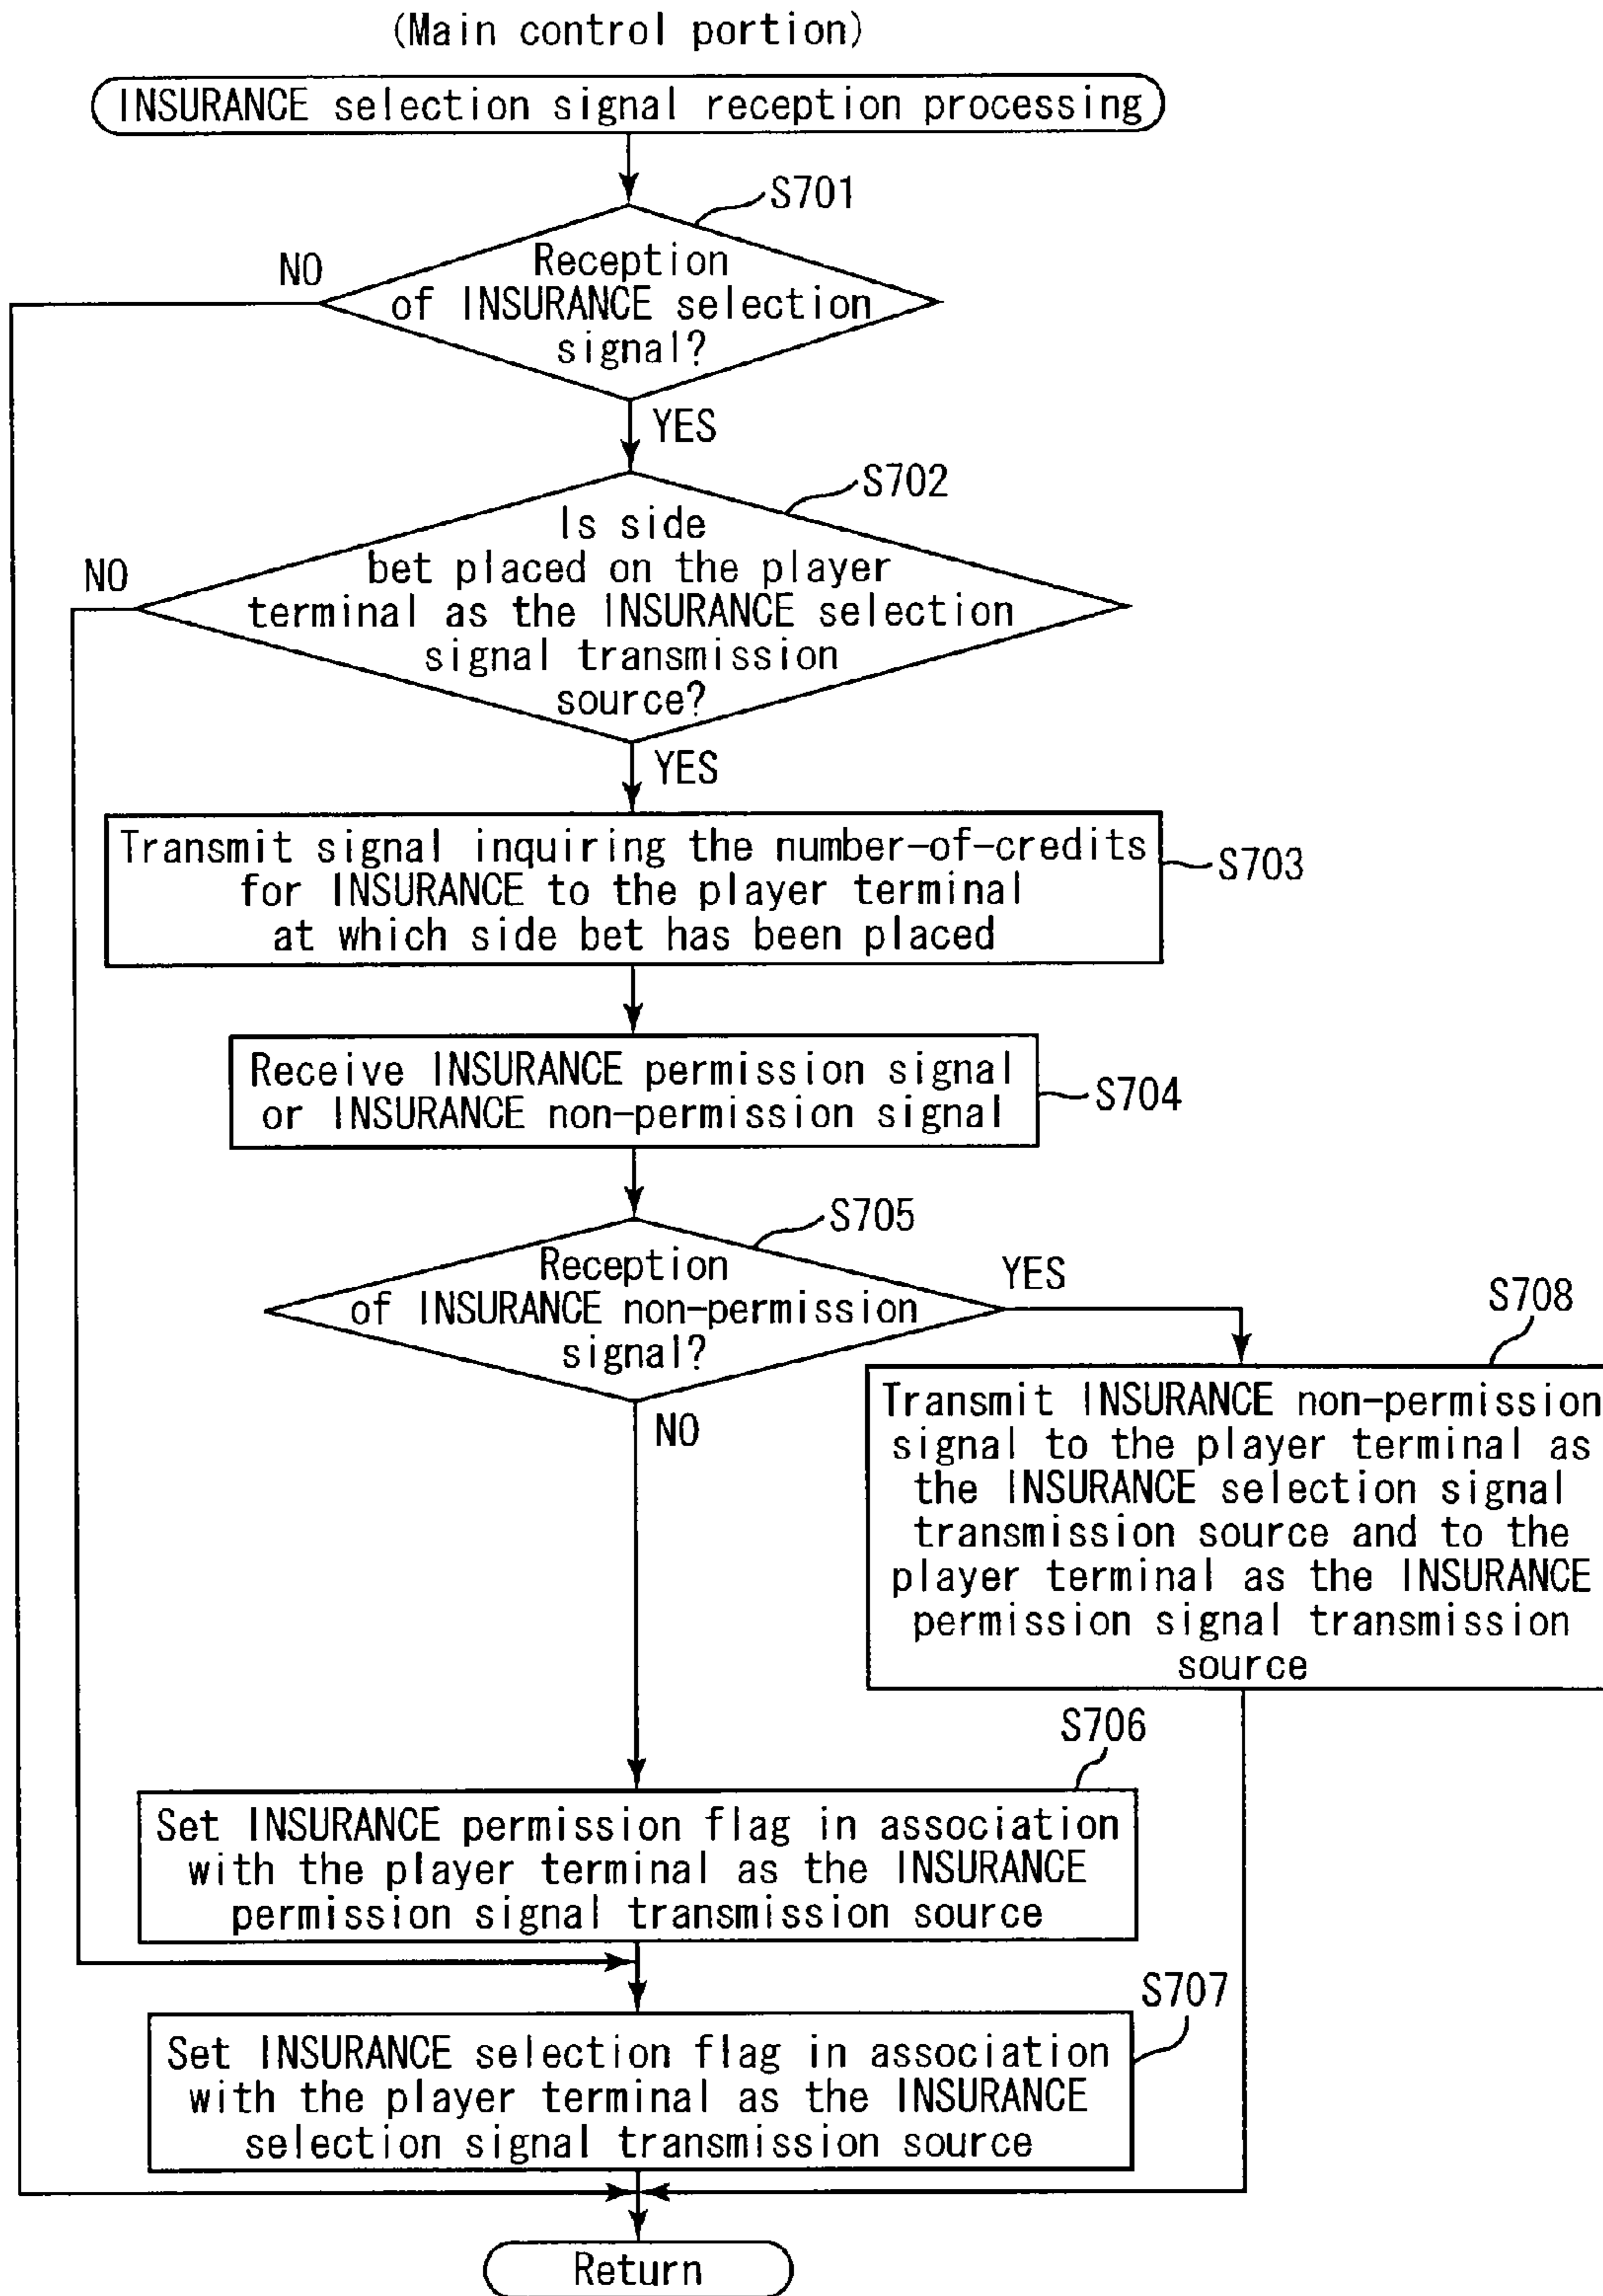 (Main control portion)
INSURANCE selection signal reception processing
S701
NO
Reception
of INSURANCE selection
signal?
YES
S702
NO
Is side
bet placed on the player
terminal as the INSURANCE selection
signal transmission
source?
YES
Transmit signal inquiring the number-of-credits
for INSURANCE to the player terminal
at which side bet has been placed
S703
Receive INSURANCE permission signal
or INSURANCE non-permission signal
S704
S705
Reception
of INSURANCE non-permission
signal?
YES
NO
S708
Transmit INSURANCE non-permission
signal to the player terminal as
the INSURANCE selection signal
transmission source and to the
player terminal as the INSURANCE
permission signal transmission
source
S706
Set INSURANCE permission flag in association
with the player terminal as the INSURANCE
permission signal transmission source
S707
Set INSURANCE selection flag in association
with the player terminal as the INSURANCE
selection signal transmission source
Return